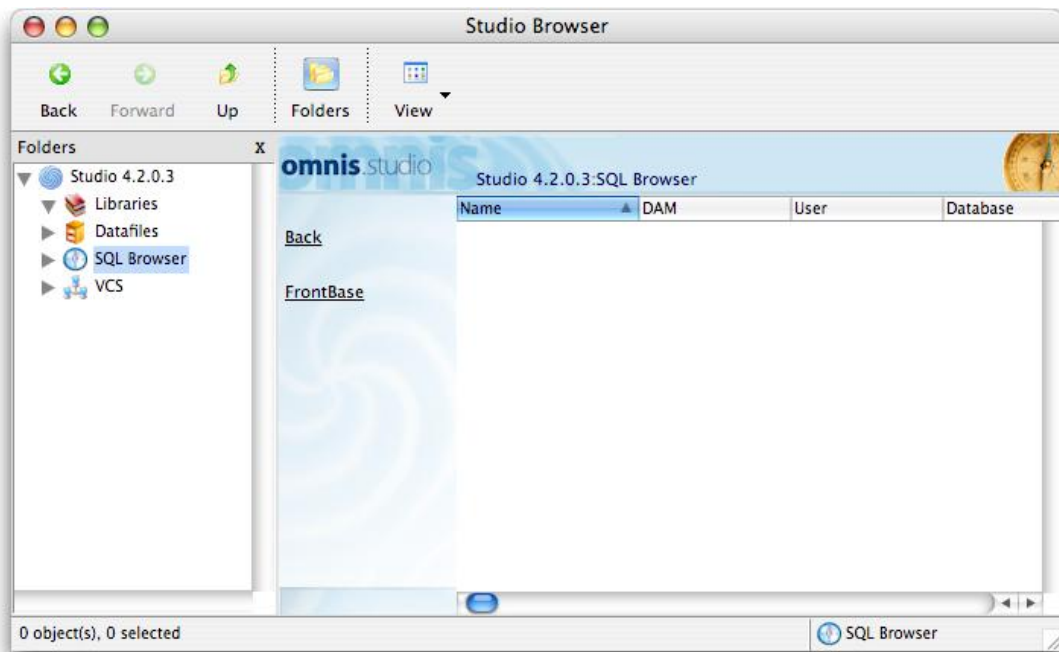 Studio Browser
Back
Forward
Up
Folders
View
Folders
x
Studio 4.2.0.3
Libraries
Datafiles
SQL Browser
VCS
omnis.studio
omnis
Studio 4.2.0.3:SQL Browser
Name
DAM
User
Database
Back
FrontBase
0 object(s), 0 selected
SQL Browser